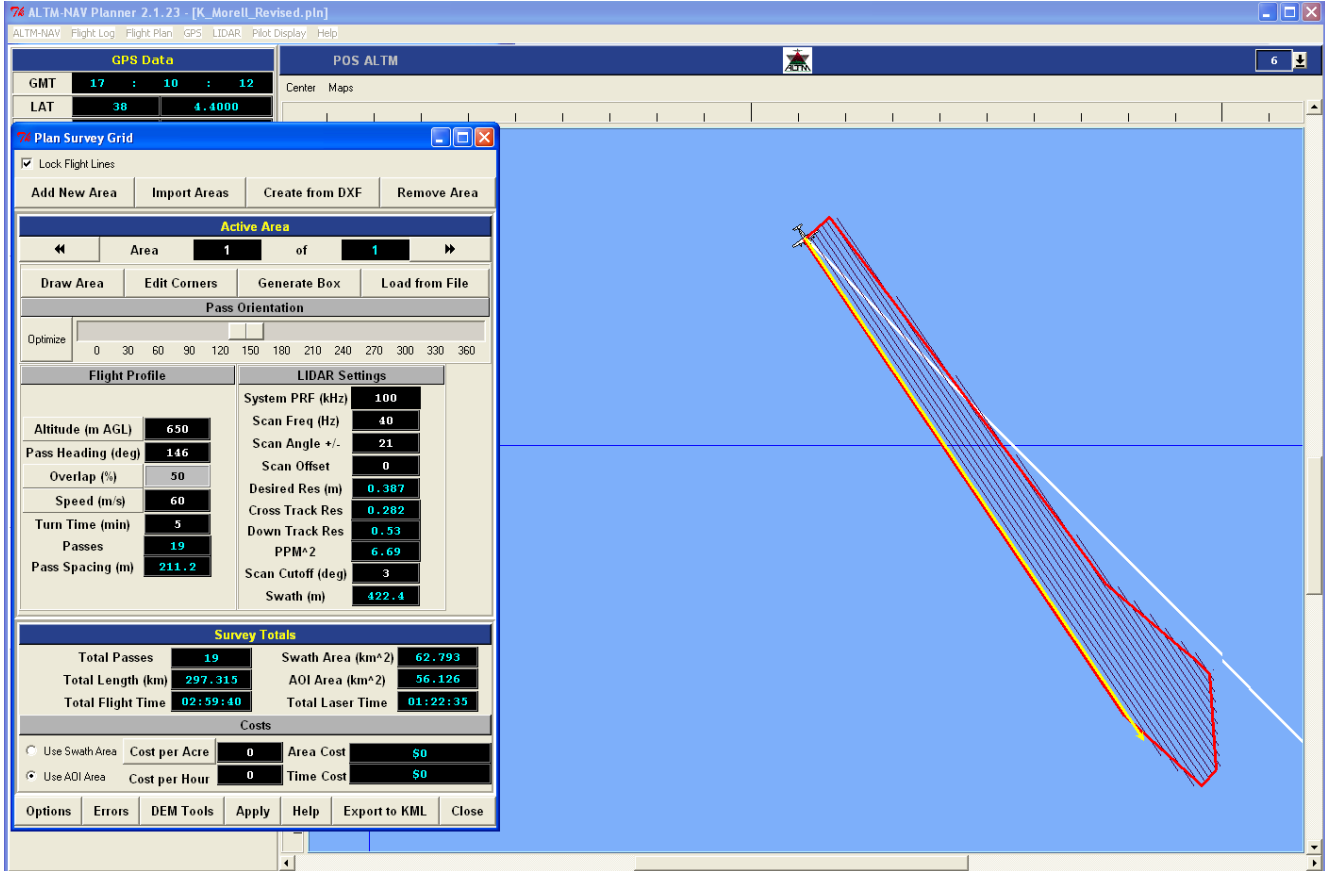 ALTM-NAV Planner 2.1.23 - [K_Morell_Revised.pln]
ALTM-NAV Flight Log Flight Plan GPS LIDAR Pilot Display Help
GPS Data
POS ALTM
ALTM
6
GMT 17 : 10 : 12
Center Maps
LAT 38 4.4000
Plan Survey Grid
Lock Flight Lines
Add New Area Import Areas Create from DXF Remove Area
Active Area
Area 1 of 1
Draw Area Edit Corners Generate Box Load from File
Pass Orientation
Optimize
0 30 60 90 120 150 180 210 240 270 300 330 360
Flight Profile
Altitude (m AGL) 650
Pass Heading (deg) 146
Overlap (%) 50
Speed (m/s) 60
Turn Time (min) 5
Passes 19
Pass Spacing (m) 211.2
LIDAR Settings
System PRF (kHz) 100
Scan Freq (Hz) 40
Scan Angle +/- 21
Scan Offset 0
Desired Res (m) 0.387
Cross Track Res 0.282
Down Track Res 0.53
PPM^2 6.69
Scan Cutoff (deg) 3
Swath (m) 422.4
Survey Totals
Total Passes 19 Swath Area (km^2) 62.793
Total Length (km) 297.315 AOI Area (km^2) 56.126
Total Flight Time 02:59:40 Total Laser Time 01:22:35
Costs
Use Swath Area Cost per Acre 0 Area Cost $0
Use AOI Area Cost per Hour 0 Time Cost $0
Options Errors DEM Tools Apply Help Export to KML Close